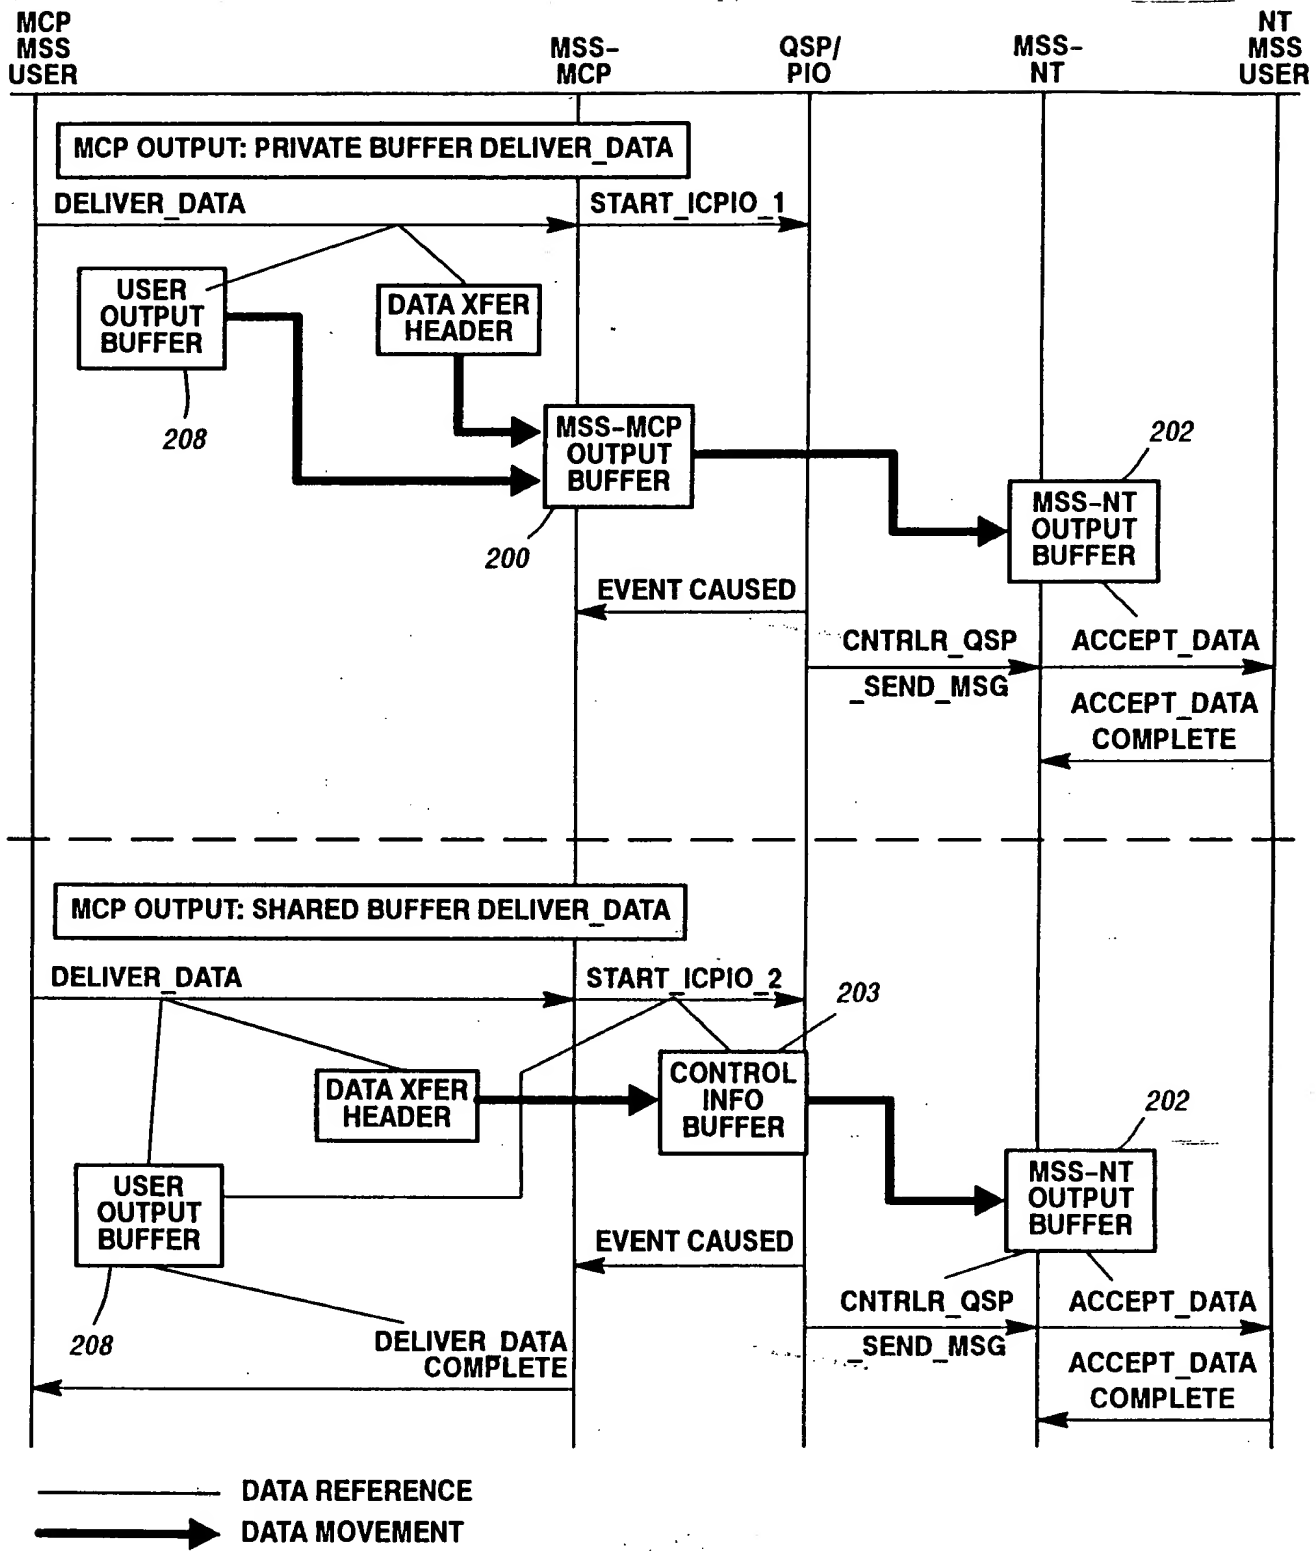 MCP
MSS
USER
MSS-
MCP
QSP/
PIO
MSS-
NT
NT
MSS
USER
MCP OUTPUT: PRIVATE BUFFER DELIVER_DATA
DELIVER_DATA
START_ICPIO_1
USER
OUTPUT
BUFFER
DATA XFER
HEADER
208
MSS-MCP
OUTPUT
BUFFER
200
202
MSS-NT
OUTPUT
BUFFER
EVENT CAUSED
CNTRLR_QSP
_SEND_MSG
ACCEPT_DATA
ACCEPT_DATA
COMPLETE
MCP OUTPUT: SHARED BUFFER DELIVER_DATA
DELIVER_DATA
START_ICPIO_2
203
DATA XFER
HEADER
CONTROL
INFO
BUFFER
202
USER
OUTPUT
BUFFER
MSS-NT
OUTPUT
BUFFER
208
EVENT CAUSED
CNTRLR_QSP
_SEND_MSG
ACCEPT_DATA
DELIVER_DATA
COMPLETE
ACCEPT_DATA
COMPLETE
DATA REFERENCE
DATA MOVEMENT